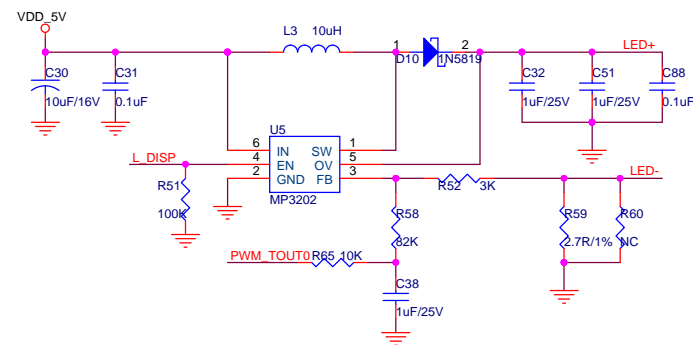 VDD_5V
L3 10uH
1 2 LED+
D10 1N5819
C30 C31 C32 C51 C88
10uF/16V 0.1uF 1uF/25V 1uF/25V 0.1uF
U5
6 IN SW 1
L_DISP 4 EN OV 5
2 GND FB 3 LED-
R51 MP3202 R52 3K
100K
R58 R59 R60
82K 2.7R/1% NC
PWM_TOUT0 R65 10K
C38
1uF/25V